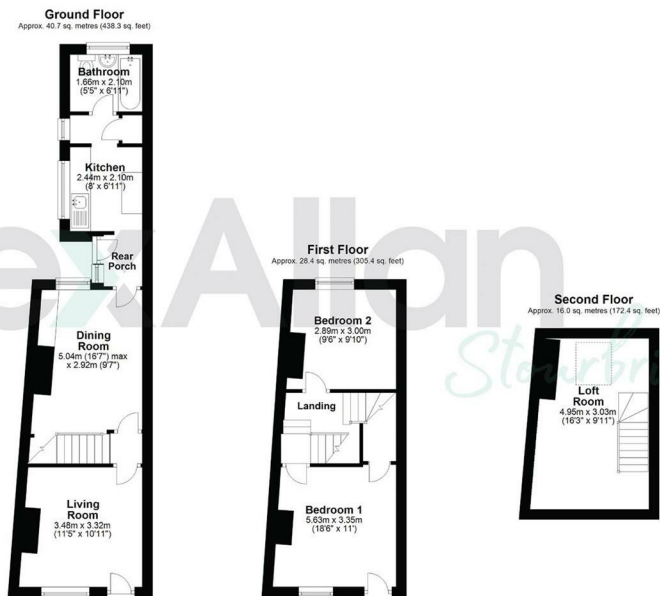 Ground Floor
Approx. 40.7 sq. metres (438.3 sq. feet)
Bathroom
1.66m x 2.10m
(5'5" x 6'11")
Kitchen
2.44m x 2.10m
(8' x 6'11")
Rear
Porch
Dining
Room
5.04m (16'7") max
x 2.92m (9'7")
Living
Room
3.48m x 3.32m
(11'5" x 10'11")
First Floor
Approx. 28.4 sq. metres (305.4 sq. feet)
Bedroom 2
2.89m x 3.00m
(9'6" x 9'10")
Landing
Bedroom 1
5.63m x 3.35m
(18'6" x 11')
Second Floor
Approx. 16.0 sq. metres (172.4 sq. feet)
Loft
Room
4.95m x 3.03m
(16'3" x 9'11")
ex Allan
Stourbri